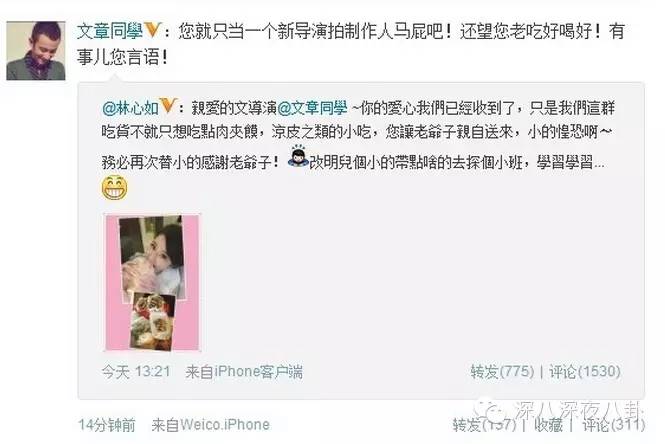 文章同學V：您就只当一个新导演拍制作人马屁吧！还望您老吃好喝好！有
事儿您言语！
@林心如V：親愛的文導演@文章同學 ~你的愛心我們已經收到了，只是我們這群
吃貨不就只想吃點肉夾饃，涼皮之類的小吃，您讓老爺子親自送來，小的惶恐啊～
務必再次替小的感謝老爺子！改明兒個小的帶點啥的去探個小班，學習學習...
今天 13:21 来自iPhone客户端
转发(775) | 评论(1530)
14分钟前 来自Weico.iPhone
转发(157) | 收藏 | 评论(311)
深八深夜八卦